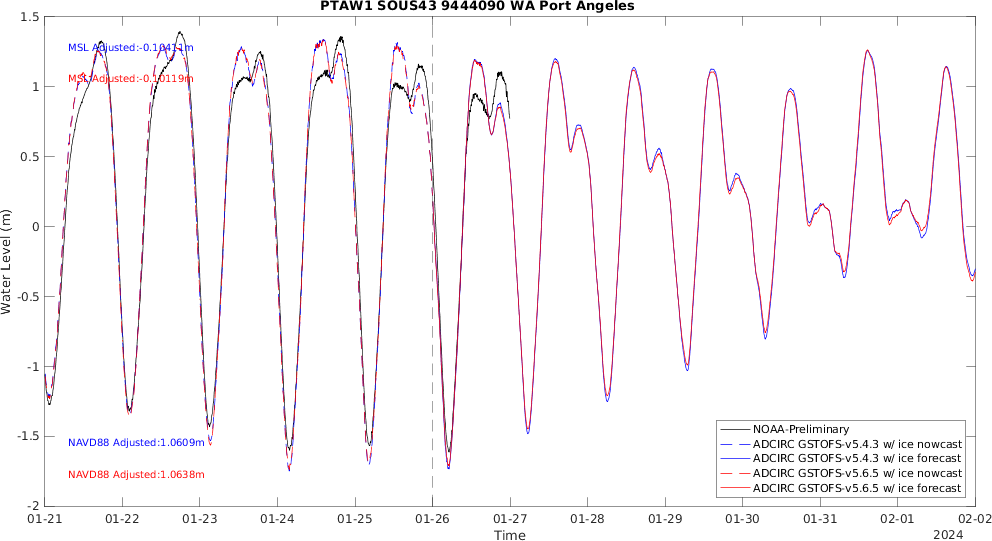 PTAW1 SOUS43 9444090 WA Port Angeles
1.5
1
0.5
0
-0.5
-1
-1.5
-2
Water Level (m)
MSL Adjusted:-0.10411m
MSL Adjusted:-0.10119m
NAVD88 Adjusted:1.0609m
NAVD88 Adjusted:1.0638m
NOAA-Preliminary
ADCIRC GSTOFS-v5.4.3 w/ ice nowcast
ADCIRC GSTOFS-v5.4.3 w/ ice forecast
ADCIRC GSTOFS-v5.6.5 w/ ice nowcast
ADCIRC GSTOFS-v5.6.5 w/ ice forecast
01-21 01-22 01-23 01-24 01-25 01-26 01-27 01-28 01-29 01-30 01-31 02-01 02-02
Time
2024